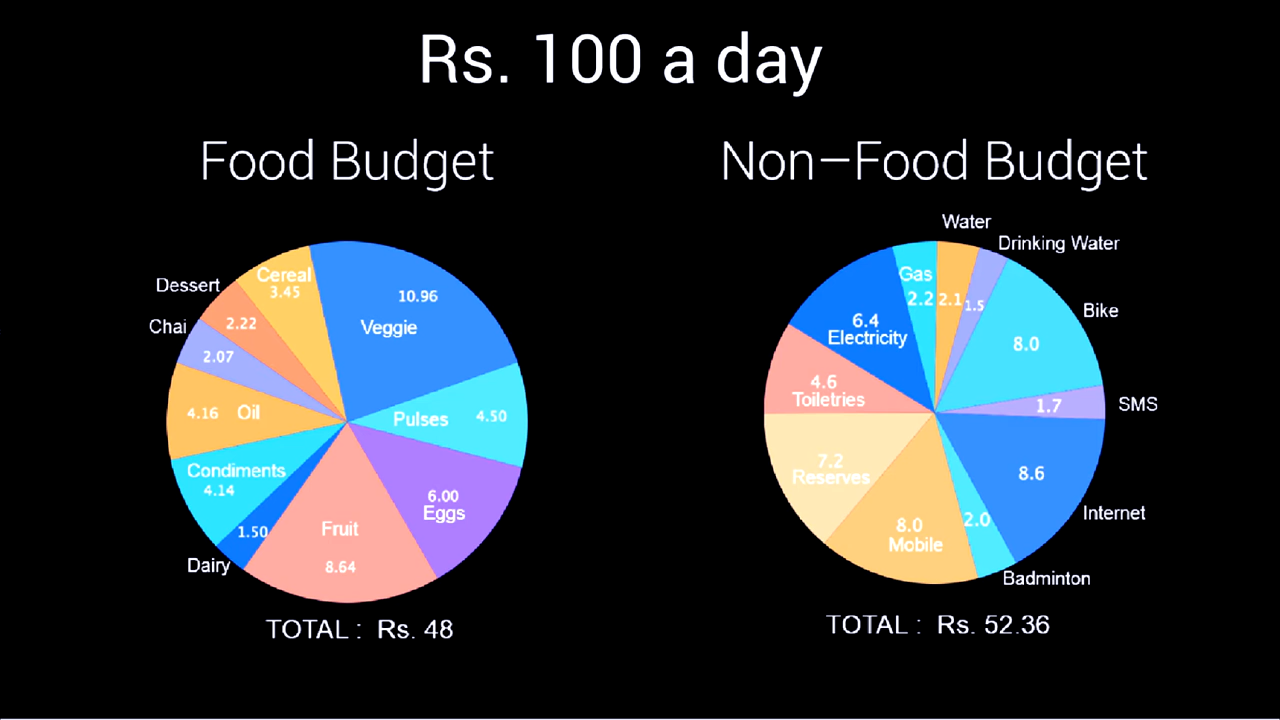 Rs. 100 a day
Food Budget
Non–Food Budget
Cereal
3.45
Dessert
2.22
Chai
2.07
4.16 Oil
Condiments
4.14
1.50
Dairy
Fruit
8.64
6.00
Eggs
Pulses 4.50
10.96
Veggie
TOTAL : Rs. 48
Water
2.1
Drinking Water
1.5
Bike
8.0
SMS
1.7
8.6
Internet
2.0
Badminton
8.0
Mobile
7.2
Reserves
4.6
Toiletries
6.4
Electricity
Gas
2.2
TOTAL : Rs. 52.36